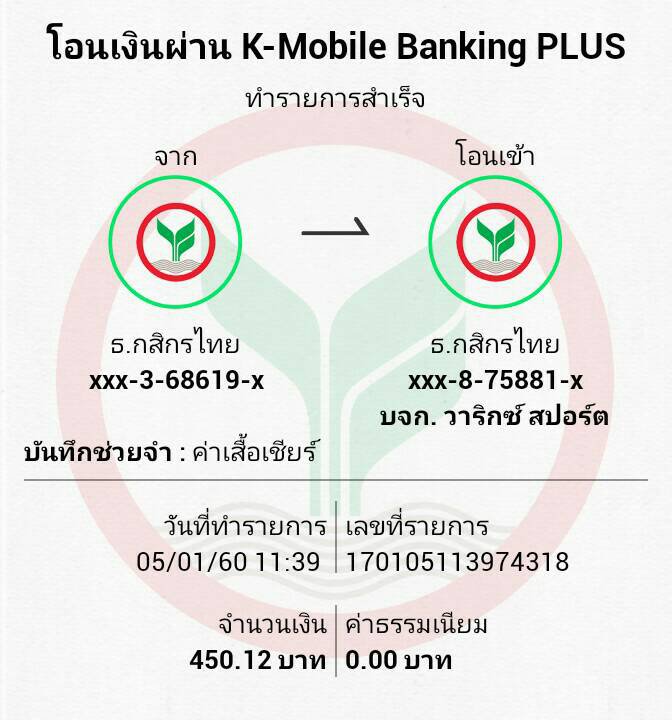 โอนเงินผ่าน K-Mobile Banking PLUS
ทำรายการสำเร็จ
จาก
โอนเข้า
ธ.กสิกรไทย
ธ.กสิกรไทย
xxx-3-68619-x
xxx-8-75881-x
บจก. วาริกซ์ สปอร์ต
บันทึกช่วยจำ : ค่าเสื้อเชียร์
วันที่ทำรายการ เลขที่รายการ
05/01/60 11:39 170105113974318
จำนวนเงิน ค่าธรรมเนียม
450.12 บาท 0.00 บาท